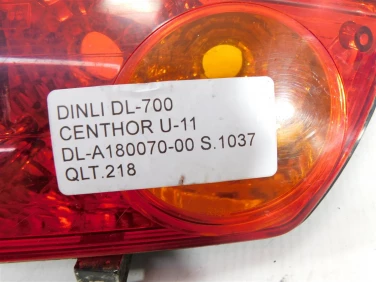 DINLI DL-700
CENTHOR U-11
DL-A180070-00 S.1037
QLT.218